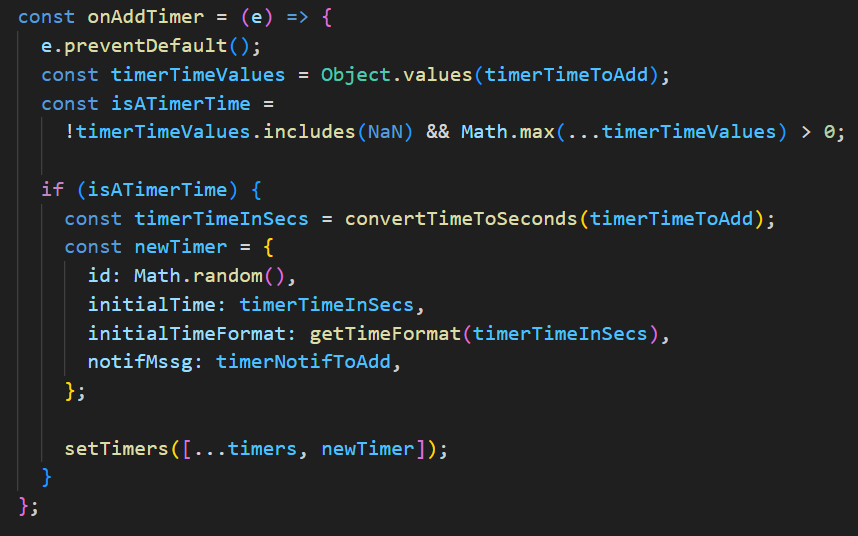 const onAddTimer = (e) => {
  e.preventDefault();
  const timerTimeValues = Object.values(timerTimeToAdd);
  const isATimerTime =
    !timerTimeValues.includes(NaN) && Math.max(...timerTimeValues) > 0;

  if (isATimerTime) {
    const timerTimeInSecs = convertTimeToSeconds(timerTimeToAdd);
    const newTimer = {
      id: Math.random(),
      initialTime: timerTimeInSecs,
      initialTimeFormat: getTimeFormat(timerTimeInSecs),
      notifMssg: timerNotifToAdd,
    };

    setTimers([...timers, newTimer]);
  }
};